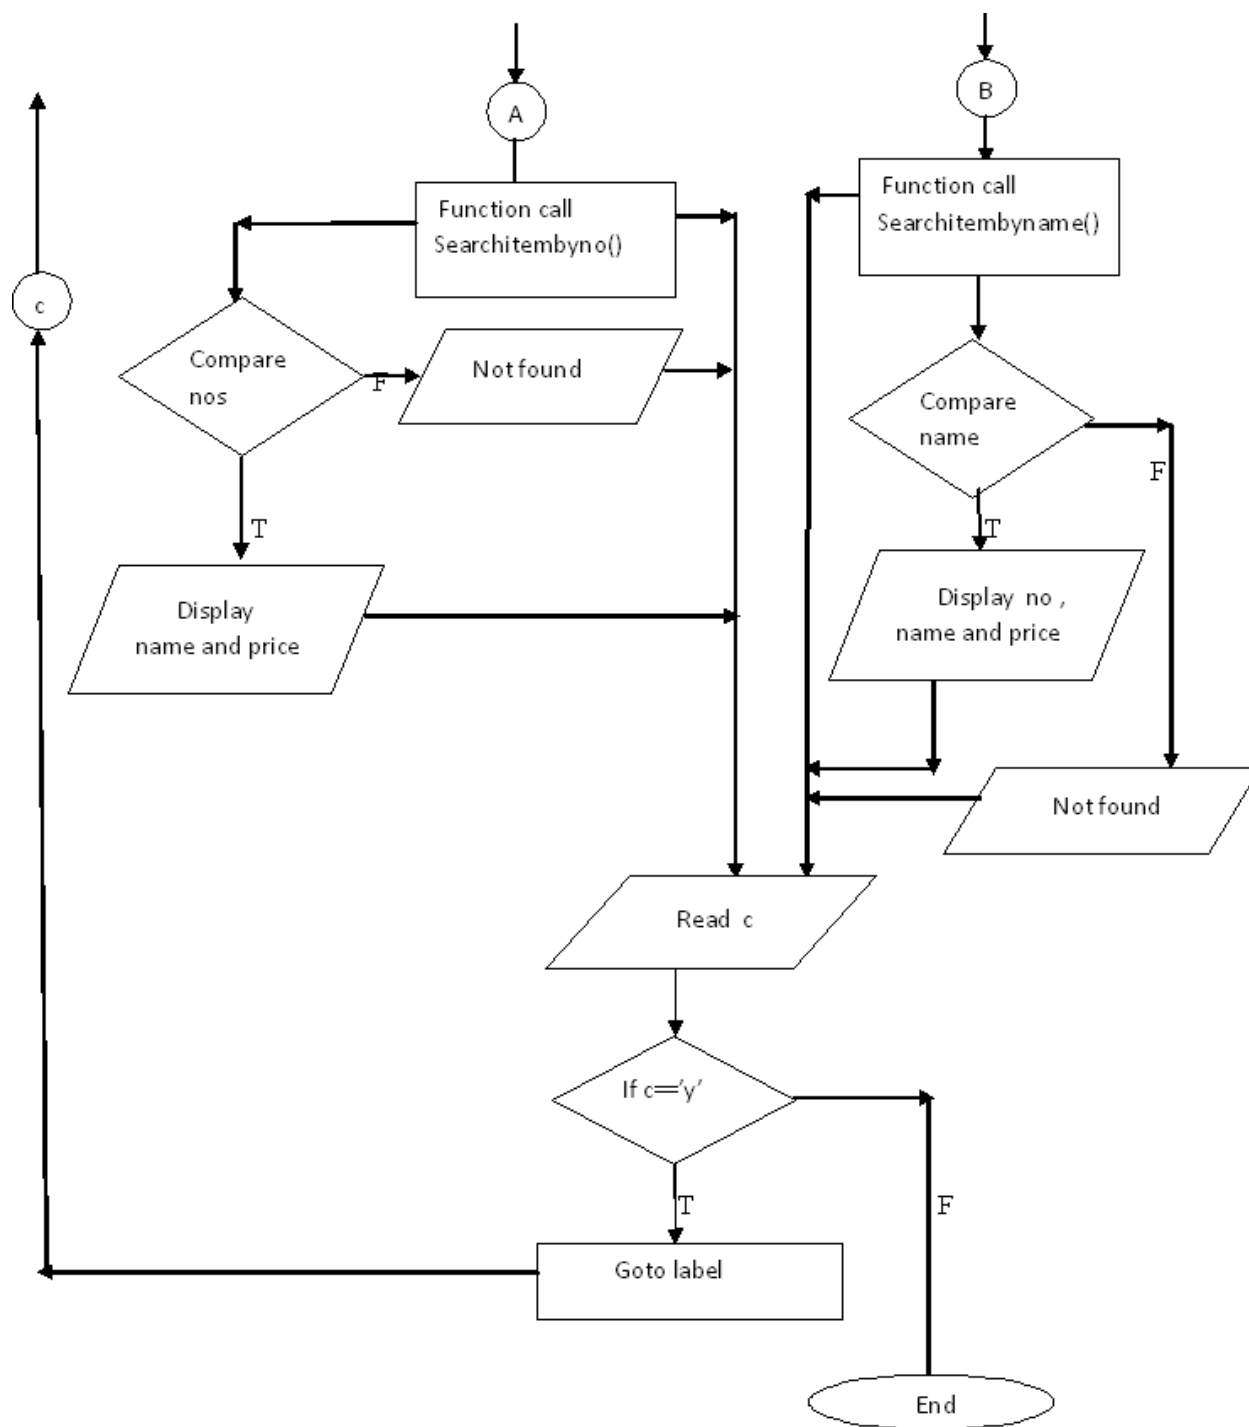 A
B
Function call
Searchitembyno()
Function call
Searchitembyname()
c
Compare
nos
F
Not found
Compare
name
F
T
T
Display
name and price
Display no ,
name and price
Not found
Read c
If c=='y'
T
F
Goto label
End